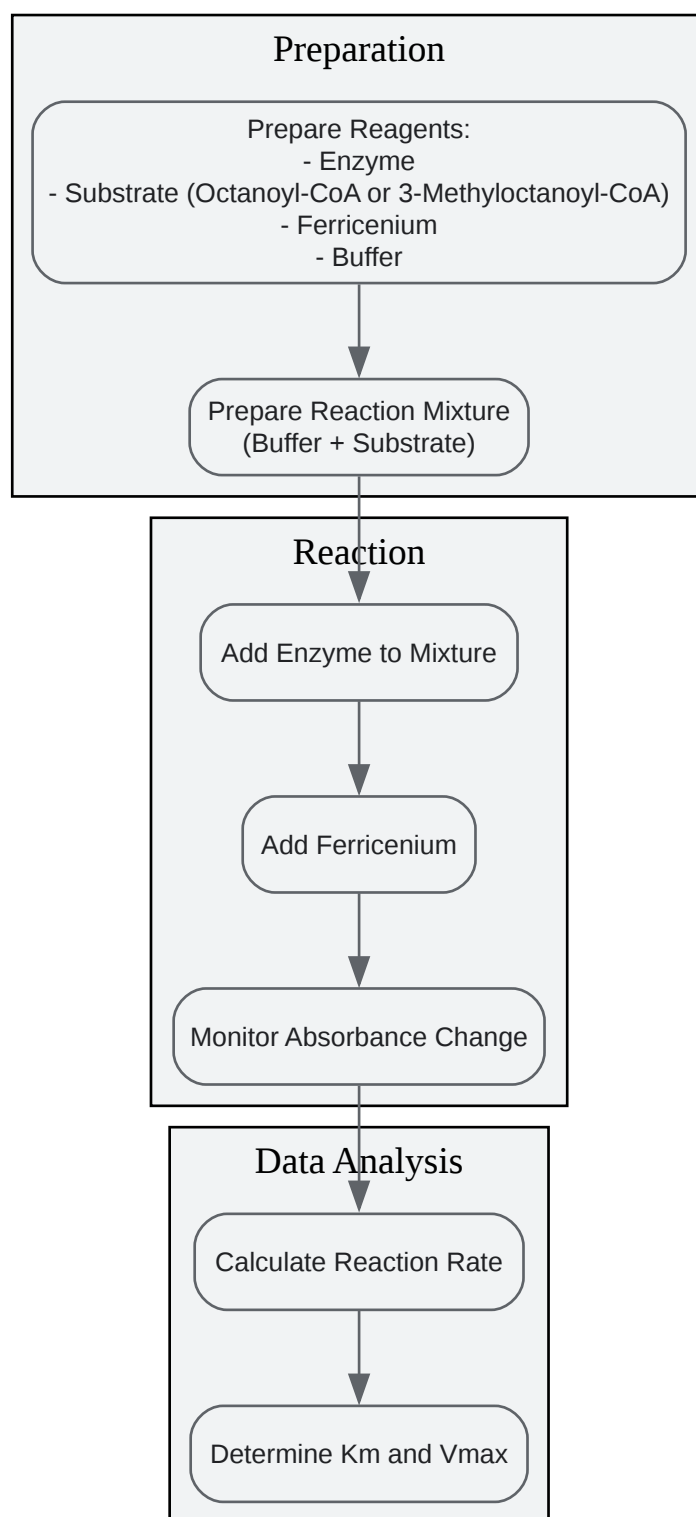 Preparation
Prepare Reagents:
- Enzyme
- Substrate (Octanoyl-CoA or 3-Methyloctanoyl-CoA)
- Ferricenium
- Buffer
Prepare Reaction Mixture
(Buffer + Substrate)
Reaction
Add Enzyme to Mixture
Add Ferricenium
Monitor Absorbance Change
Data Analysis
Calculate Reaction Rate
Determine Km and Vmax